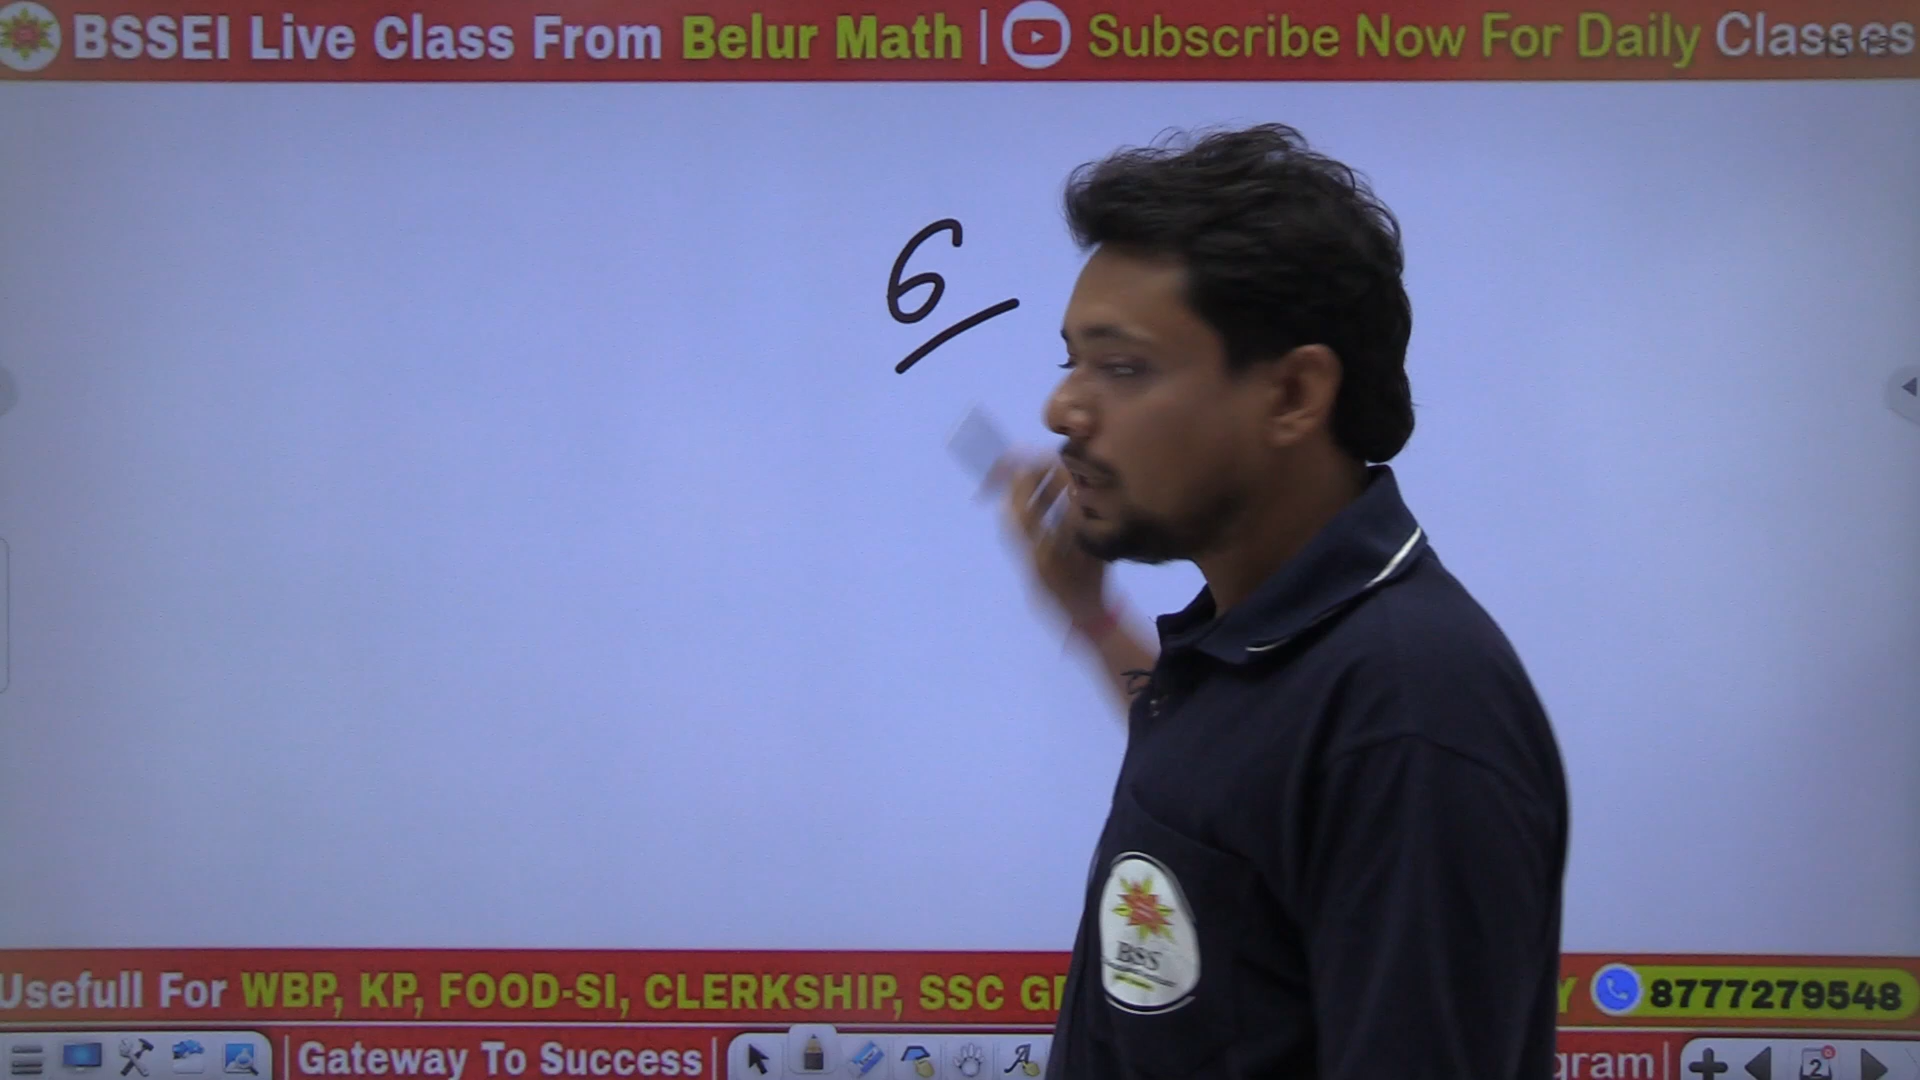 BSSEI Live Class From Belur Math | Subscribe Now For Daily Classes
6
BSS
Usefull For WBP, KP, FOOD-SI, CLERKSHIP, SSC
8777279548
Gateway To Success
2